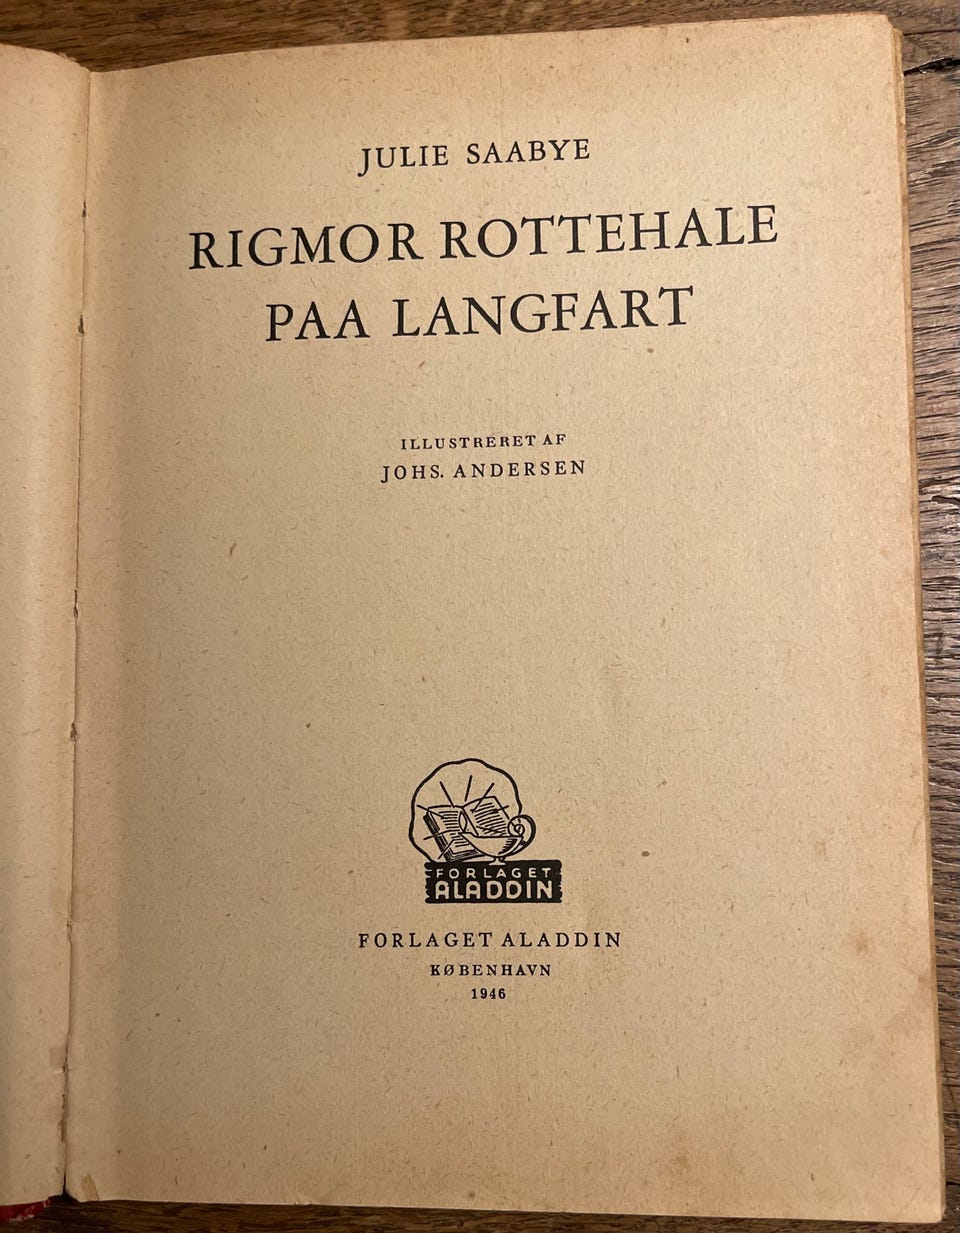 JULIE SAABYE
RIGMOR ROTTEHALE
PAA LANGFART
ILLUSTRERET AF
JOHS. ANDERSEN
FORLAGET
ALADDIN
FORLAGET ALADDIN
KØBENHAVN
1946